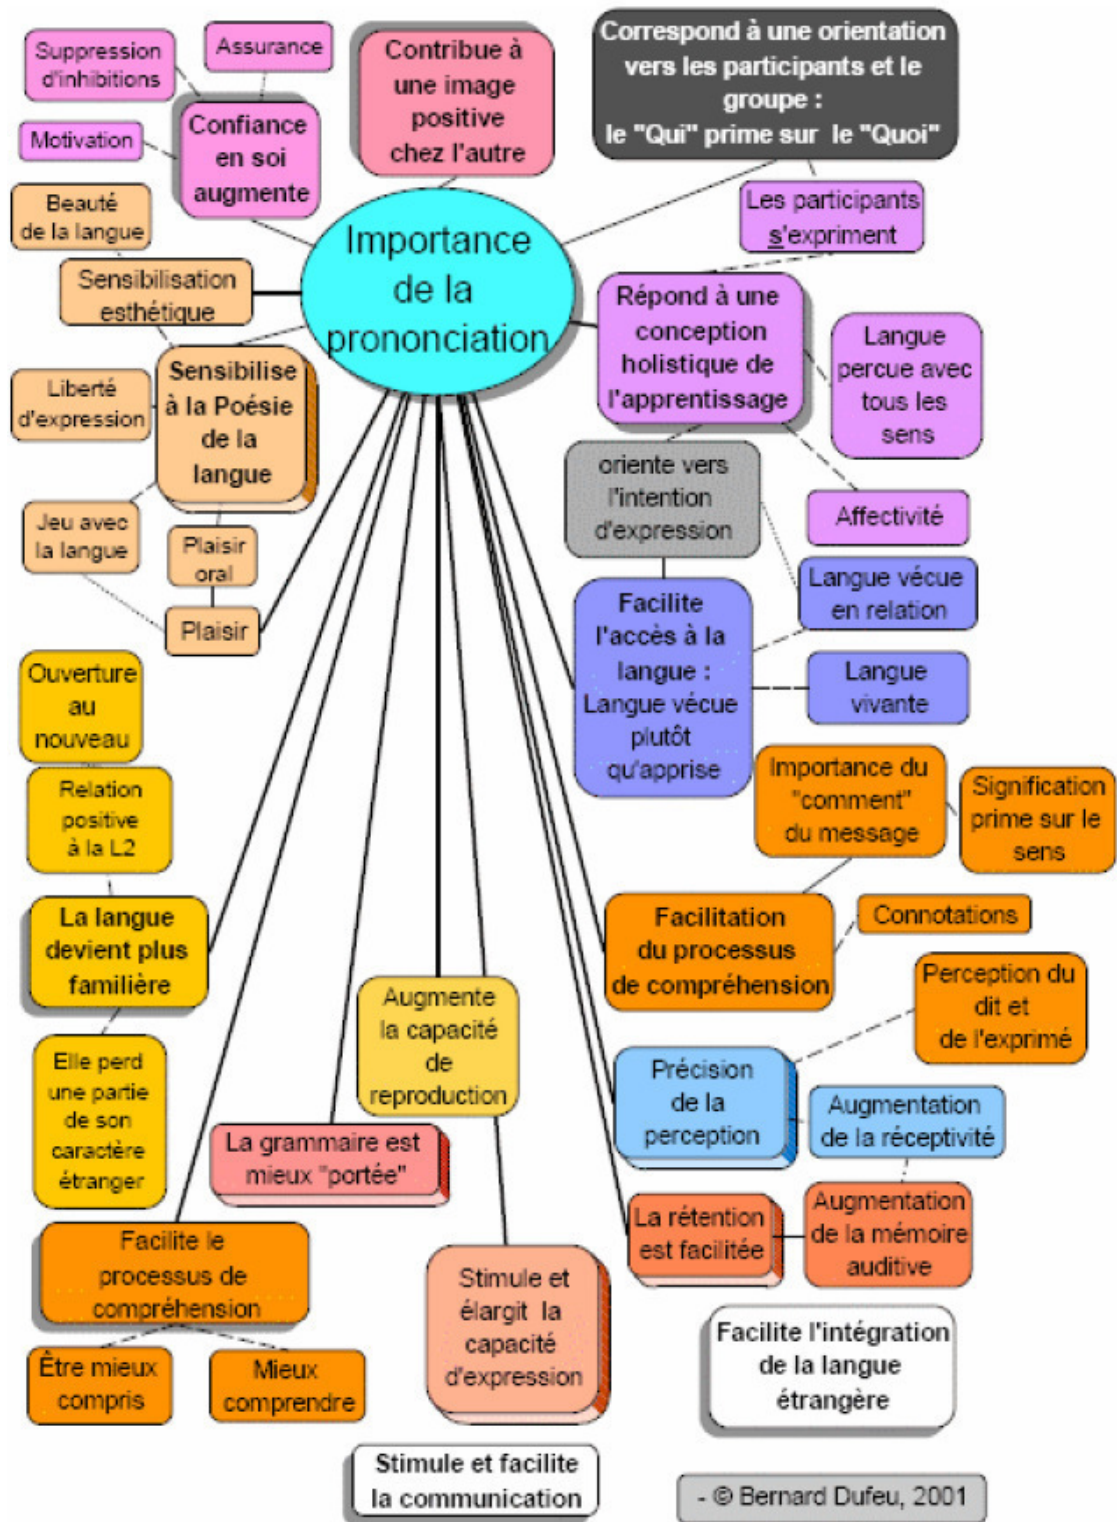 Suppression
d'inhibitions
Assurance
Motivation
Confiance
en soi
augmente
Contribue à
une image
positive
chez l'autre
Correspond à une orientation
vers les participants et le
groupe :
le "Qui" prime sur le "Quoi"
Les participants
s'expriment
Importance
de la
prononciation
Beauté
de la langue
Sensibilisation
esthétique
Sensibilise
à la Poésie
de la
langue
Liberté
d'expression
Jeu avec
la langue
Plaisir
oral
Plaisir
Répond à une
conception
holistique de
l'apprentissage
Langue
percue avec
tous les
sens
Affectivité
oriente vers
l'intention
d'expression
Facilite
l'accès à la
langue :
Langue vécue
plutôt
qu'apprise
Langue vécue
en relation
Langue
vivante
Ouverture
au
nouveau
Relation
positive
à la L2
La langue
devient plus
familière
Elle perd
une partie
de son
caractère
étranger
Importance du
"comment"
du message
Signification
prime sur le
sens
Facilitation
du processus
de compréhension
Connotations
Perception du
dit et
de l'exprimé
Précision
de la
perception
Augmentation
de la réceptivité
Augmente
la capacité
de
reproduction
La grammaire est
mieux "portée"
La rétention
est facilitée
Augmentation
de la mémoire
auditive
Facilite le
processus de
compréhension
Être mieux
compris
Mieux
comprendre
Stimule et
élargit la
capacité
d'expression
Facilite l'intégration
de la langue
étrangère
Stimule et facilite
la communication
- © Bernard Dufeu, 2001